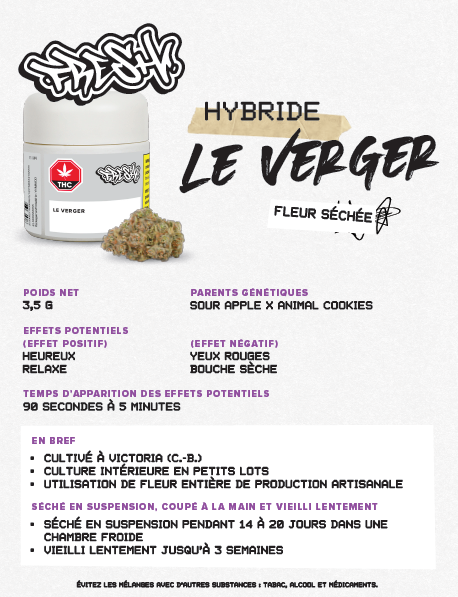 FRESH
HYBRIDE
LE VERGER
FLEUR SÉCHÉE
THC
FRESH
LE VERGER
POIDS NET
3,5 G
PARENTS GÉNÉTIQUES
SOUR APPLE X ANIMAL COOKIES
EFFETS POTENTIELS
(EFFET POSITIF)
HEUREUX
RELAXE
(EFFET NÉGATIF)
YEUX ROUGES
BOUCHE SÈCHE
TEMPS D'APPARITION DES EFFETS POTENTIELS
90 SECONDES À 5 MINUTES
EN BREF
▪ CULTIVÉ À VICTORIA (C.-B.)
▪ CULTURE INTÉRIEURE EN PETITS LOTS
▪ UTILISATION DE FLEUR ENTIÈRE DE PRODUCTION ARTISANALE
SÉCHÉ EN SUSPENSION, COUPÉ À LA MAIN ET VIEILLI LENTEMENT
▪ SÉCHÉ EN SUSPENSION PENDANT 14 À 20 JOURS DANS UNE
CHAMBRE FROIDE
▪ VIEILLI LENTEMENT JUSQU'À 3 SEMAINES
ÉVITEZ LES MÉLANGES AVEC D'AUTRES SUBSTANCES : TABAC, ALCOOL ET MÉDICAMENTS.